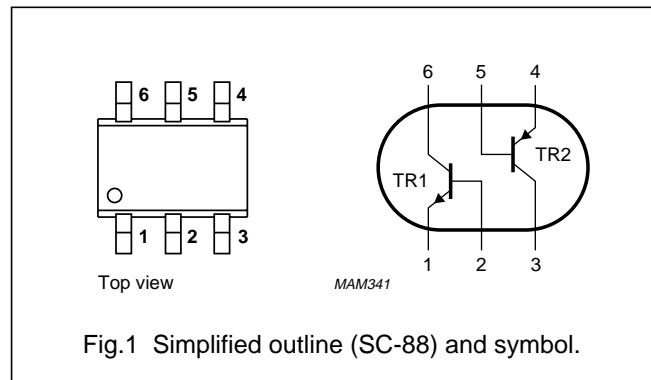 6 5 4
6 5 4
TR1 TR2
1 2 3
1 2 3
Top view
MAM341
Fig.1 Simplified outline (SC-88) and symbol.